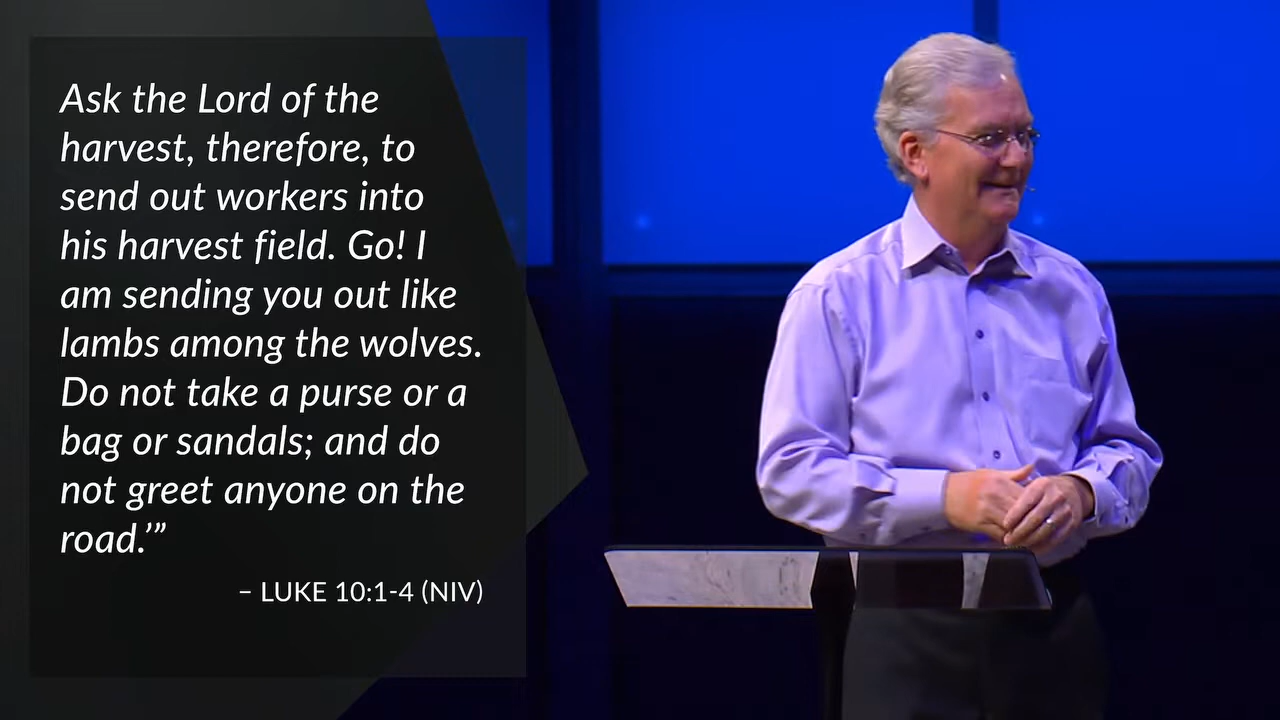 Ask the Lord of the
harvest, therefore, to
send out workers into
his harvest field. Go! I
am sending you out like
lambs among the wolves.
Do not take a purse or a
bag or sandals; and do
not greet anyone on the
road.’”
– LUKE 10:1-4 (NIV)